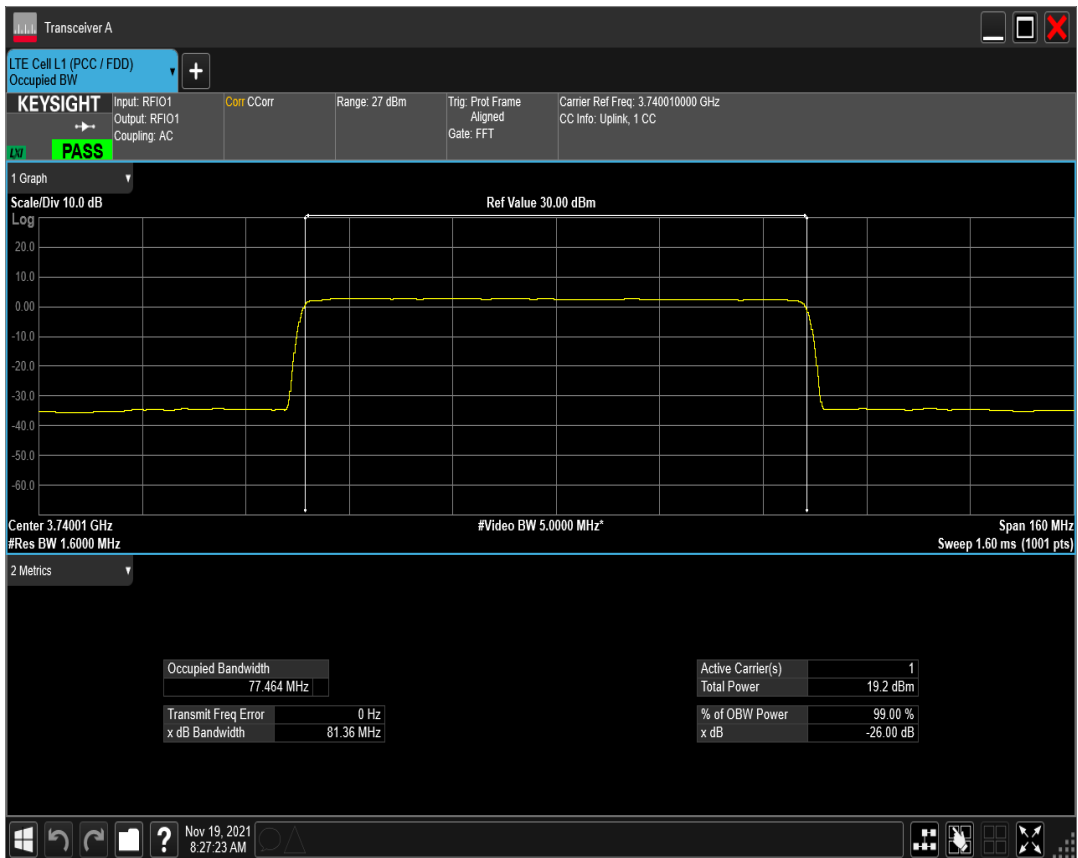 Transceiver A
LTE Cell L1 (PCC / FDD)
Occupied BW
KEYSIGHT
LXI
PASS
Input: RFIO1
Output: RFIO1
Coupling: AC
Corr CCorr
Range: 27 dBm
Trig: Prot Frame
Aligned
Gate: FFT
Carrier Ref Freq: 3.740010000 GHz
CC Info: Uplink, 1 CC
1 Graph
Scale/Div 10.0 dB
Ref Value 30.00 dBm
Log
20.0
10.0
0.00
-10.0
-20.0
-30.0
-40.0
-50.0
-60.0
Center 3.74001 GHz
#Video BW 5.0000 MHz*
Span 160 MHz
#Res BW 1.6000 MHz
Sweep 1.60 ms (1001 pts)
2 Metrics
Occupied Bandwidth
77.464 MHz
Transmit Freq Error 0 Hz
x dB Bandwidth 81.36 MHz
Active Carrier(s) 1
Total Power 19.2 dBm
% of OBW Power 99.00 %
x dB -26.00 dB
Nov 19, 2021
8:27:23 AM